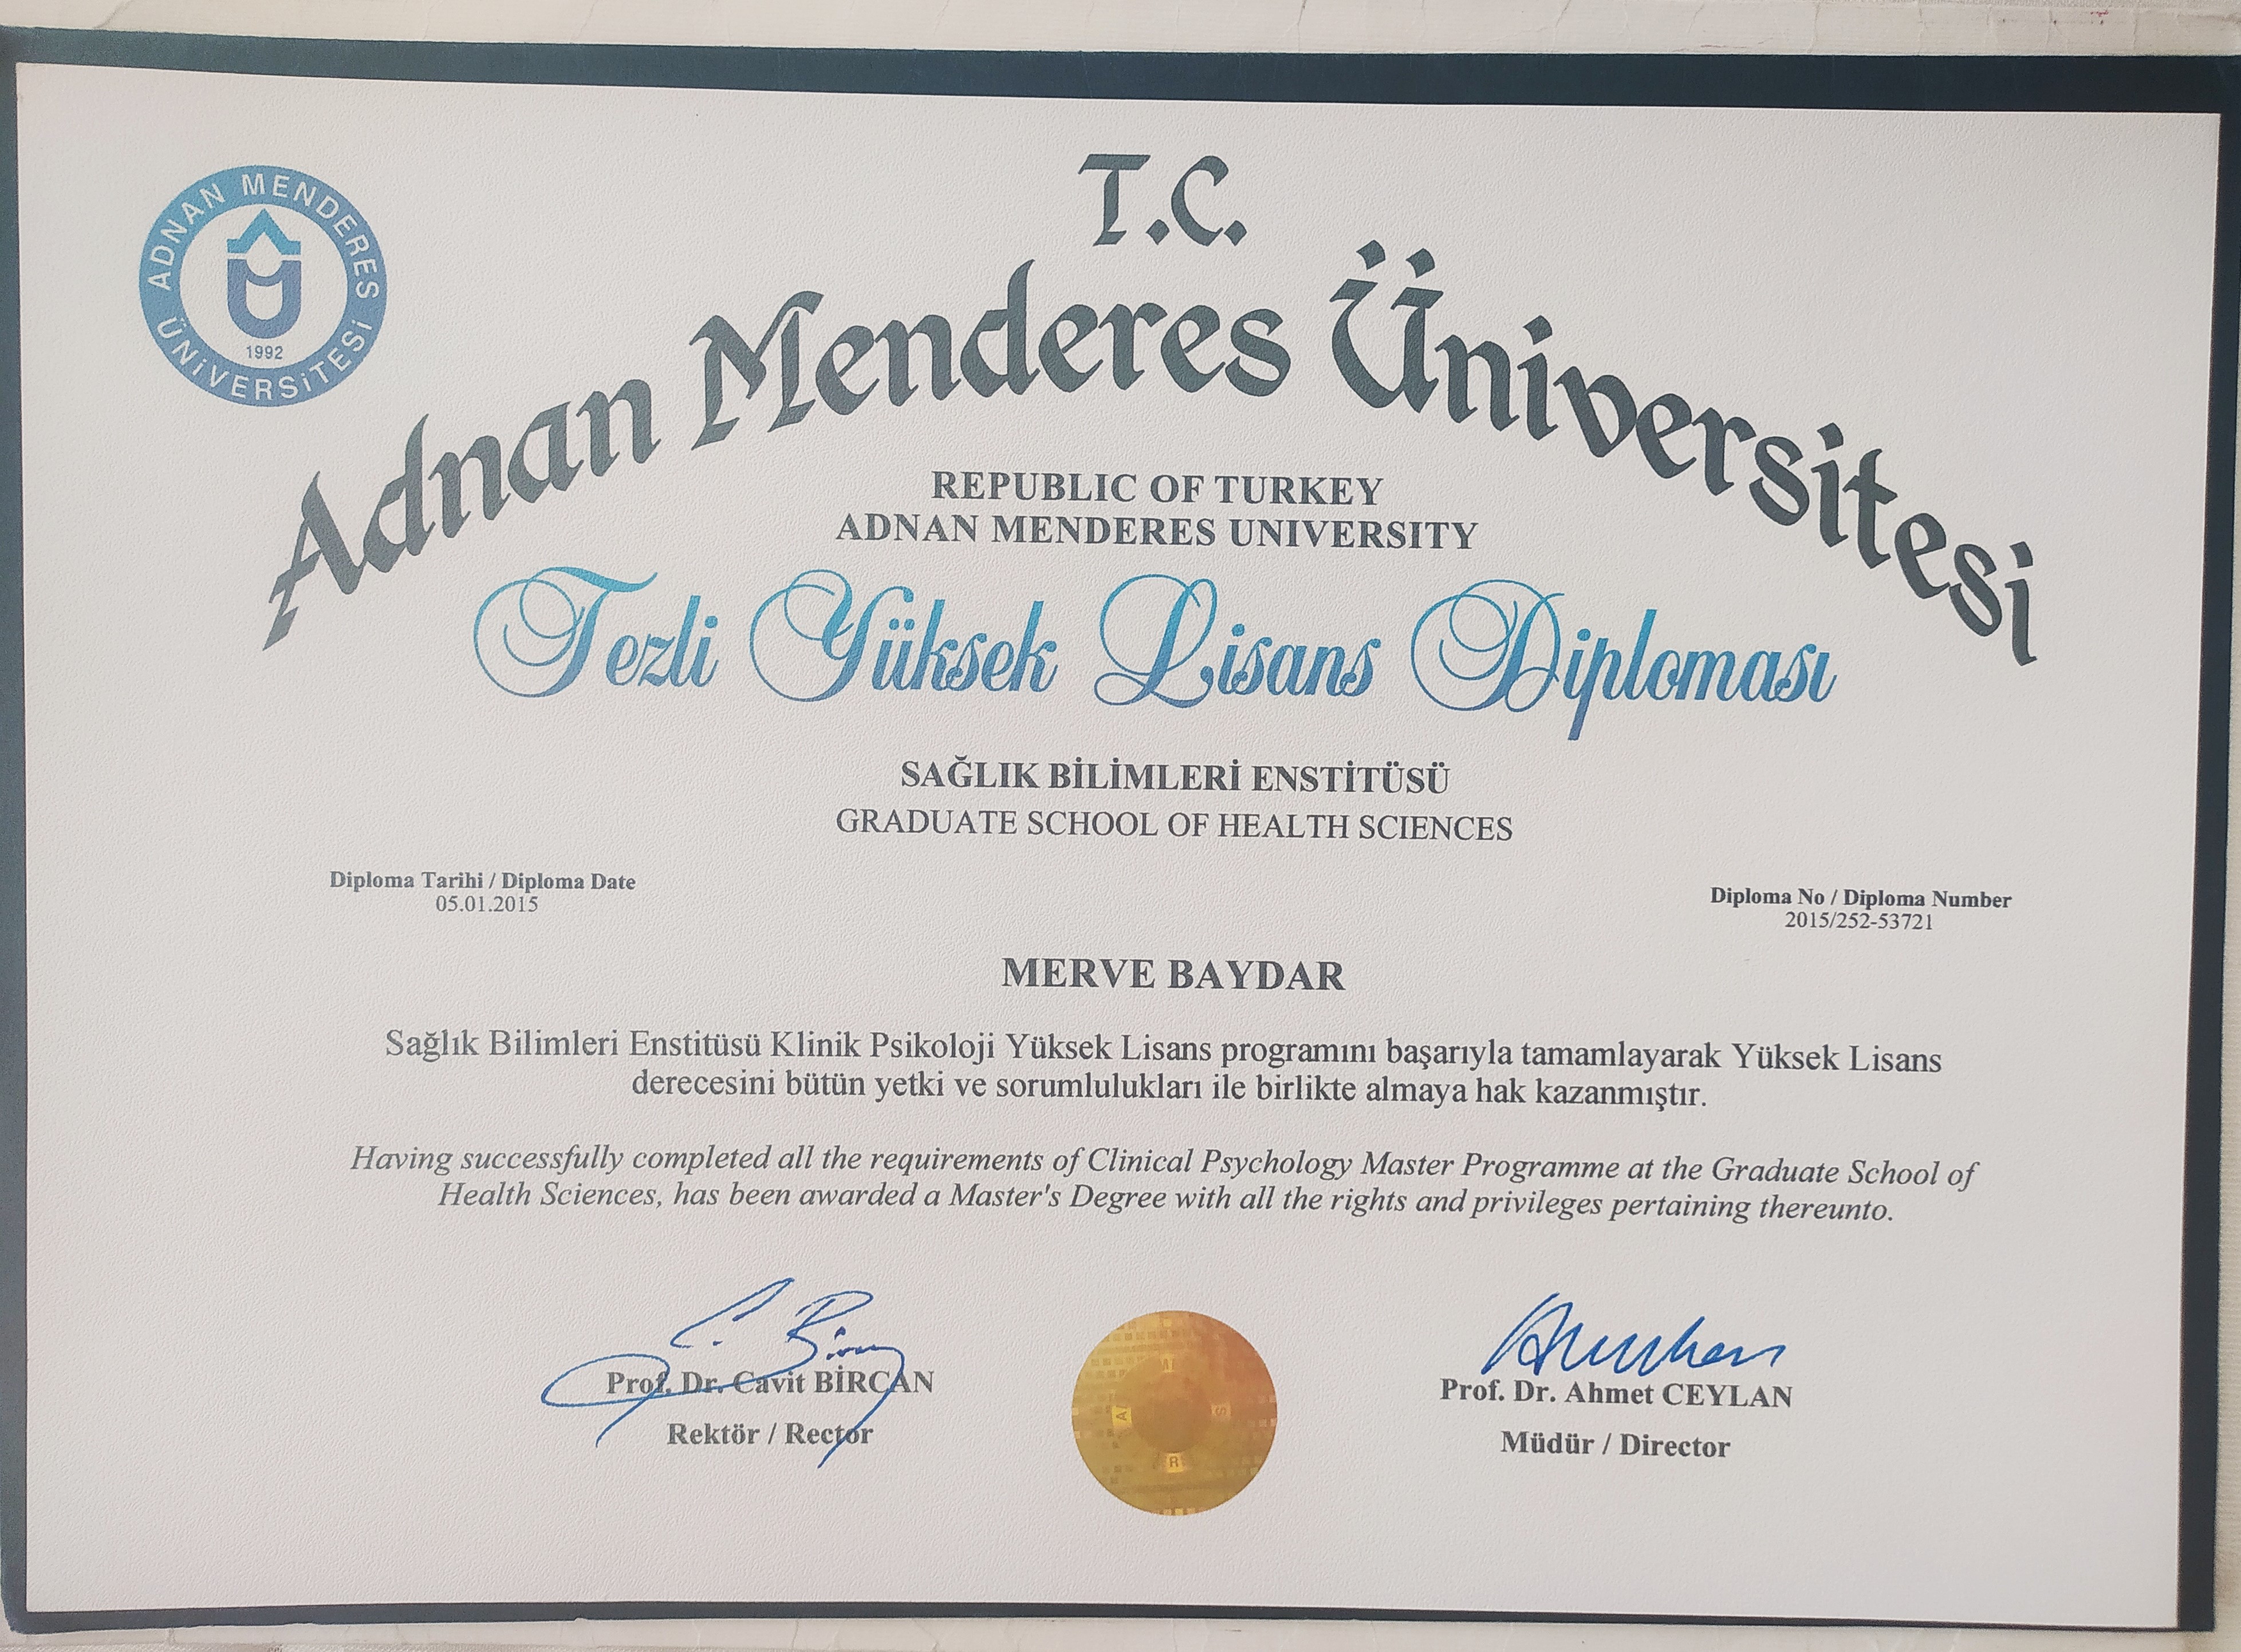 ADNAN MENDERES ÜNİVERSİTESİ
1992
T.C.
Adnan Menderes Üniversitesi
REPUBLIC OF TURKEY
ADNAN MENDERES UNIVERSITY
Tezli Yüksek Lisans Diploması
SAĞLIK BİLİMLERİ ENSTİTÜSÜ
GRADUATE SCHOOL OF HEALTH SCIENCES
Diploma Tarihi / Diploma Date
05.01.2015
Diploma No / Diploma Number
2015/252-53721
MERVE BAYDAR
Sağlık Bilimleri Enstitüsü Klinik Psikoloji Yüksek Lisans programını başarıyla tamamlayarak Yüksek Lisans
derecesini bütün yetki ve sorumlulukları ile birlikte almaya hak kazanmıştır.
Having successfully completed all the requirements of Clinical Psychology Master Programme at the Graduate School of
Health Sciences, has been awarded a Master's Degree with all the rights and privileges pertaining thereunto.
Prof. Dr. Cavit BİRCAN
Rektör / Rector
Prof. Dr. Ahmet CEYLAN
Müdür / Director